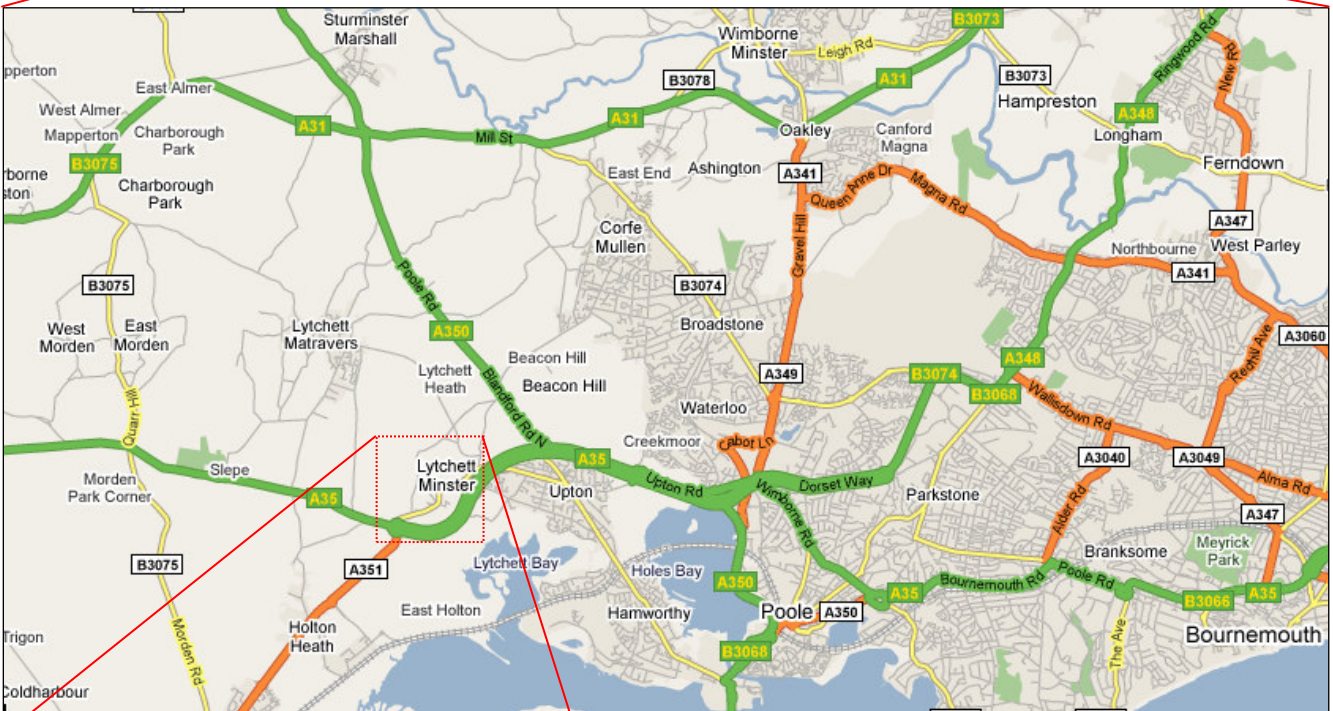 B3073
Sturminster
Marshall
Wimborne
Minster
Leigh Rd
Ringwood Rd
New Rd
pperton
East Almer
B3078
A31
B3073
Hampreston
West Almer
Mapperton
Charborough
Park
A31
Mill St
A31
Oakley
Canford
Magna
A348
Longham
B3075
rborne
ston
Charborough
Park
East End
Ashington
A341
Queen Anne Dr
Magna Rd
Ferndown
Corfe
Mullen
Gravel Hill
A347
Northbourne
West Parley
B3075
Poole Rd
B3074
A341
West
Morden
East
Morden
Lytchett
Matravers
A350
Broadstone
A3060
Redhill Ave
Beacon Hill
Lytchett
Heath
Beacon Hill
A349
B3074
A348
B3068
Quarr Hill
Blandford Rd N
Waterloo
Wallisdown Rd
Creekmoor
Cabot Ln
Slepe
Lytchett
Minster
A35
A3040
A3049
Morden
Park Corner
A35
Upton
Upton Rd
Wimborne Rd
Dorset Way
Parkstone
Alder Rd
Alma Rd
A347
B3075
A351
Lytchett Bay
Holes Bay
Branksome
Meyrick
Park
A350
A35
Bournemouth Rd
Poole Rd
B3066
A35
East Holton
Hamworthy
Poole
A350
Trigon
Holton
Heath
Morden Rd
B3068
The Ave
Bournemouth
Coldharbour